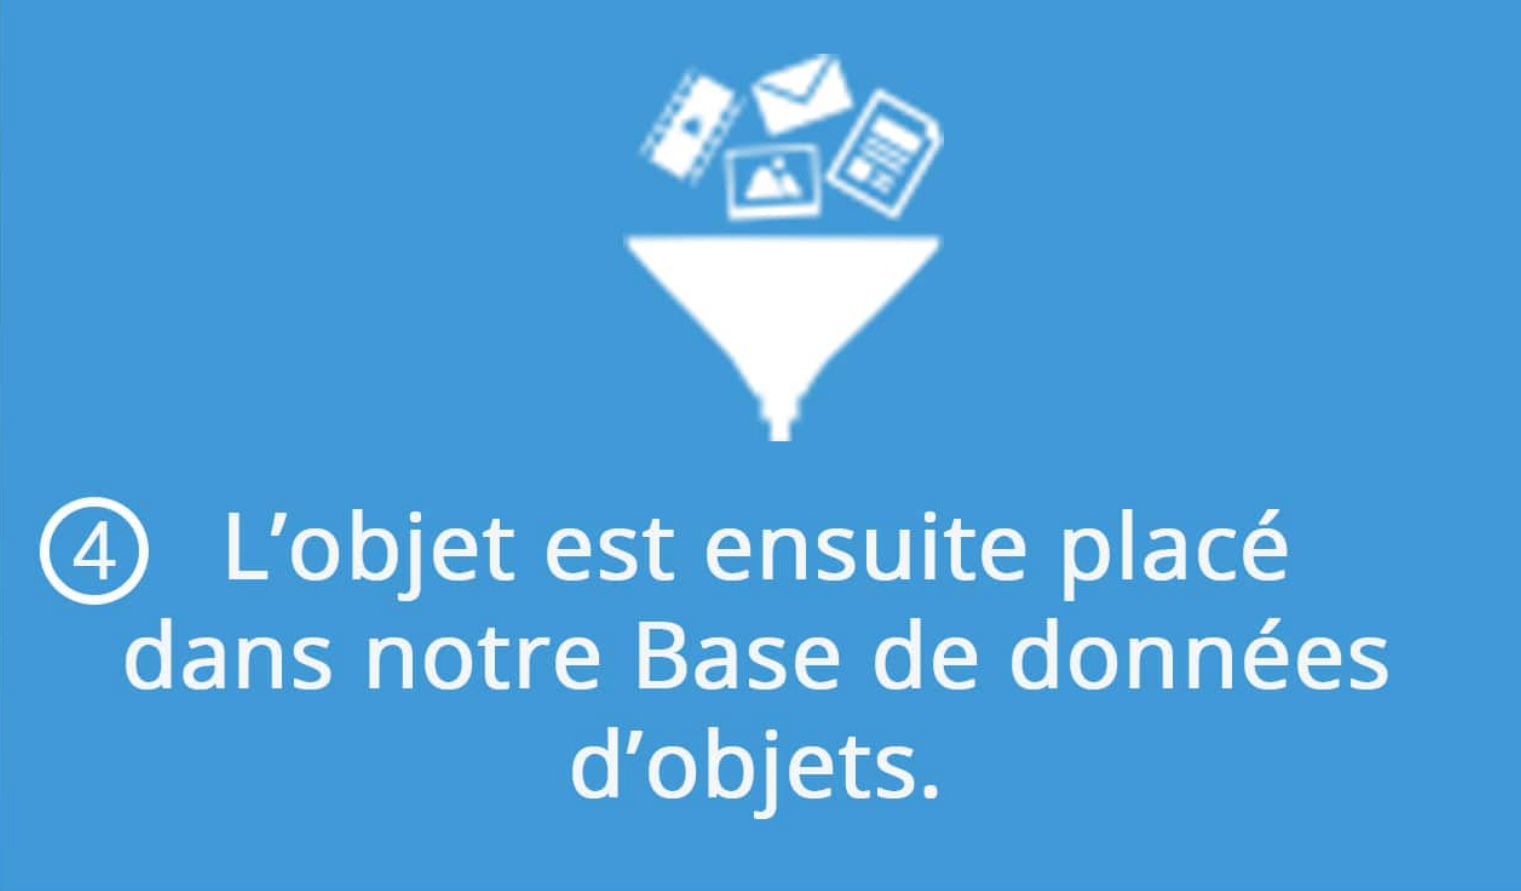 ④ L’objet est ensuite placé
dans notre Base de données
d’objets.